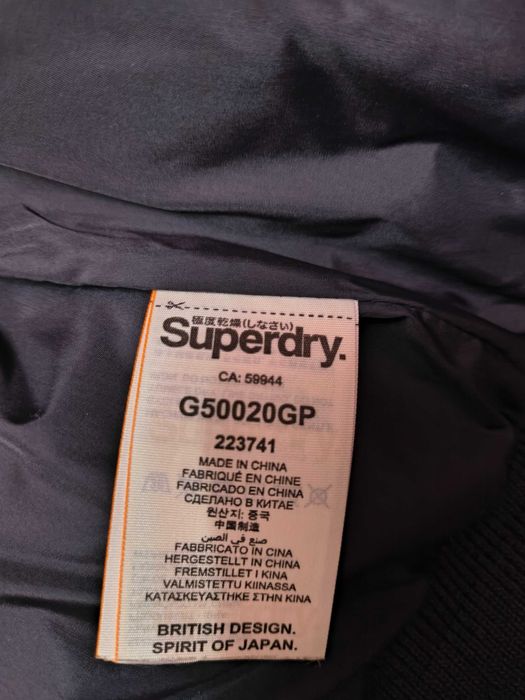 極度乾燥(しなさい)
Superdry.
CA: 59944
G50020GP
223741
MADE IN CHINA
FABRIQUÉ EN CHINE
FABRICADO EN CHINA
СДЕЛАНО В КИТАЕ
원산지: 중국
中国制造
صنع في الصين
FABBRICATO IN CINA
HERGESTELLT IN CHINA
FREMSTILLET I KINA
VALMISTETTU KIINASSA
ΚΑΤΑΣΚΕΥΑΣΤΗΚΕ ΣΤΗΝ ΚΙΝΑ
BRITISH DESIGN.
SPIRIT OF JAPAN.